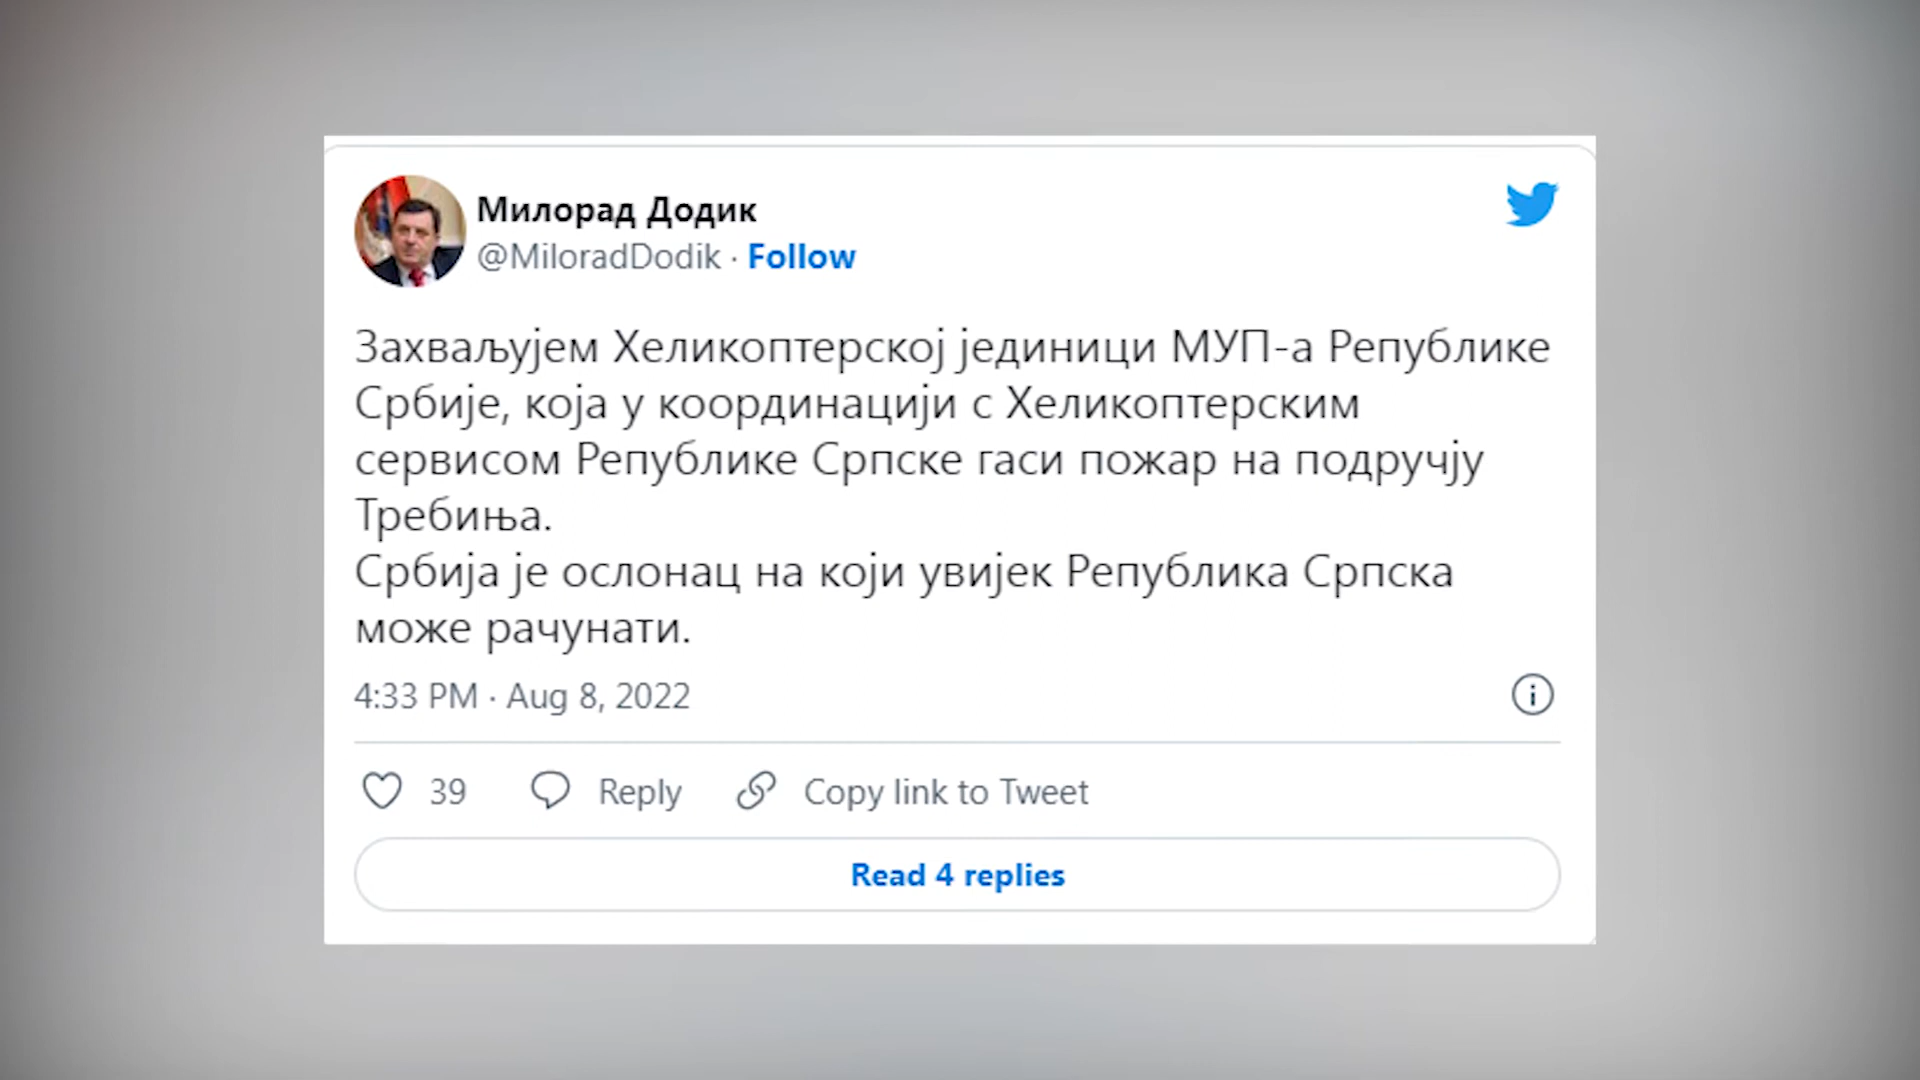 Милорад Додик
@MiloradDodik · Follow
Захваљујем Хеликоптерској јединици МУП-а Републике
Србије, која у координацији с Хеликоптерским
сервисом Републике Српске гаси пожар на подручју
Требиња.
Србија је ослонац на који увијек Република Српска
може рачунати.
4:33 PM · Aug 8, 2022
39 Reply Copy link to Tweet
Read 4 replies